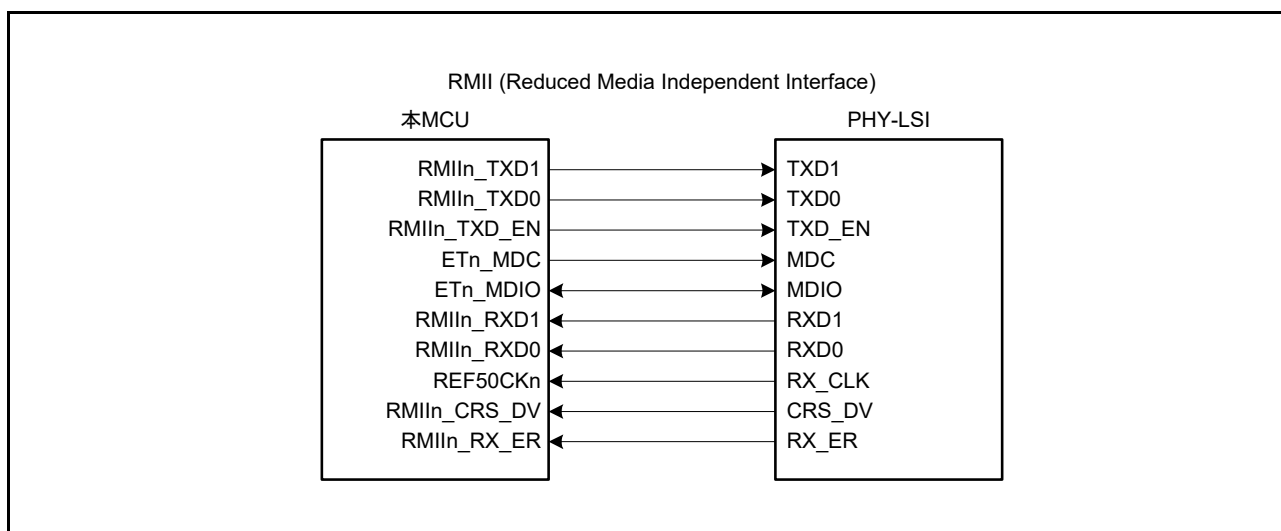 RMII (Reduced Media Independent Interface)
本MCU PHY-LSI
RMIIn_TXD1 TXD1
RMIIn_TXD0 TXD0
RMIIn_TXD_EN TXD_EN
ETn_MDC MDC
ETn_MDIO MDIO
RMIIn_RXD1 RXD1
RMIIn_RXD0 RXD0
REF50CKn RX_CLK
RMIIn_CRS_DV CRS_DV
RMIIn_RX_ER RX_ER